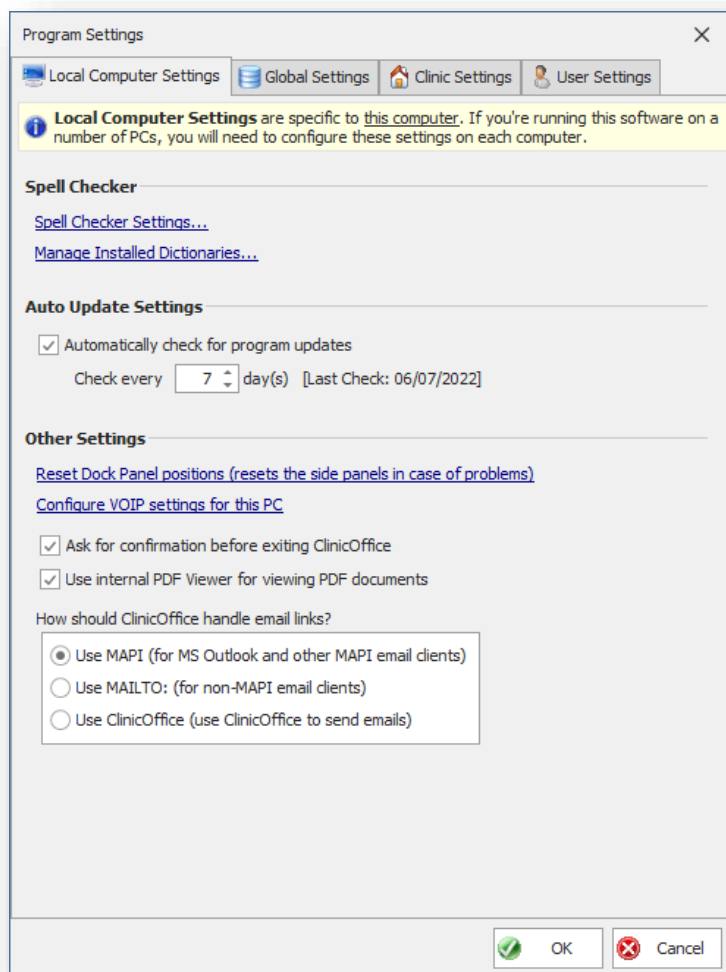 Program Settings
Local Computer Settings
Global Settings
Clinic Settings
User Settings
Local Computer Settings are specific to this computer. If you're running this software on a
number of PCs, you will need to configure these settings on each computer.
Spell Checker
Spell Checker Settings...
Manage Installed Dictionaries...
Auto Update Settings
Automatically check for program updates
Check every 7 day(s) [Last Check: 06/07/2022]
Other Settings
Reset Dock Panel positions (resets the side panels in case of problems)
Configure VOIP settings for this PC
Ask for confirmation before exiting ClinicOffice
Use internal PDF Viewer for viewing PDF documents
How should ClinicOffice handle email links?
Use MAPI (for MS Outlook and other MAPI email clients)
Use MAILTO: (for non-MAPI email clients)
Use ClinicOffice (use ClinicOffice to send emails)
OK
Cancel